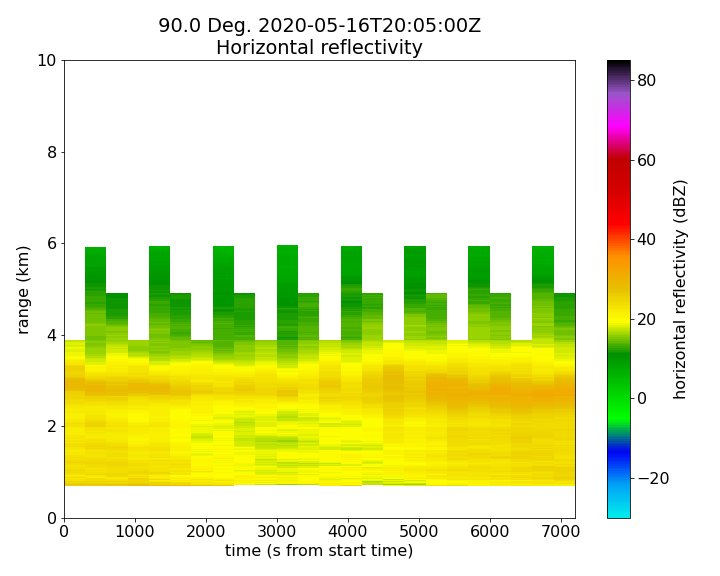 90.0 Deg. 2020-05-16T20:05:00Z
Horizontal reflectivity
10
8
6
4
2
0
range (km)
0 1000 2000 3000 4000 5000 6000 7000
time (s from start time)
80
60
40
20
0
−20
horizontal reflectivity (dBZ)